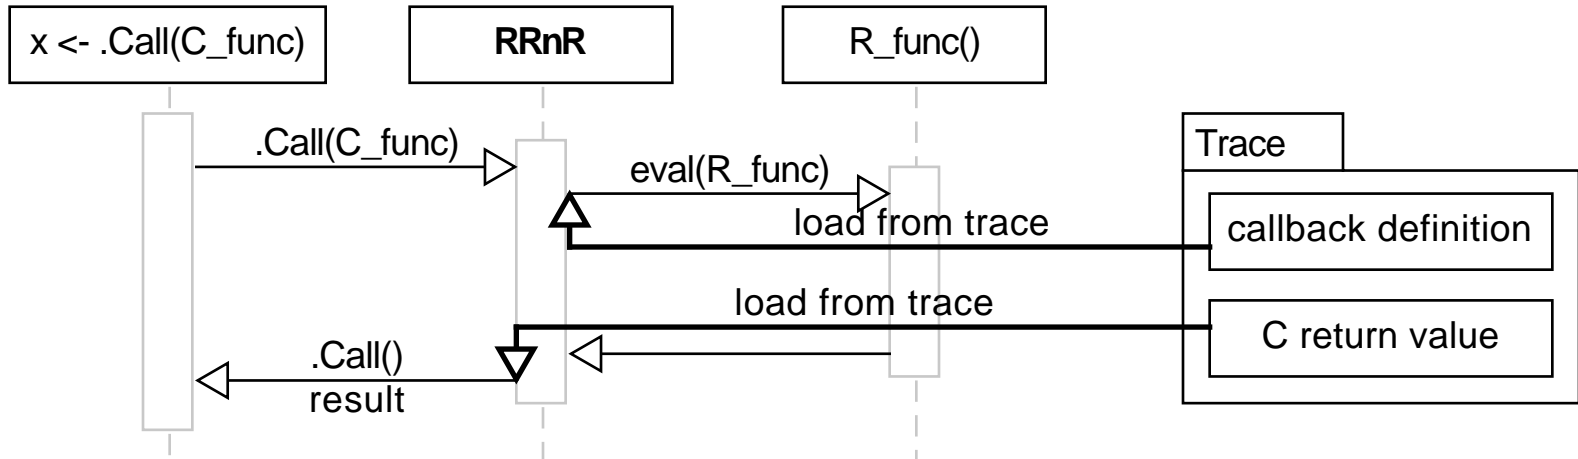 x <- .Call(C_func)
RRnR
R_func()
.Call(C_func)
eval(R_func)
Trace
load from trace
callback definition
load from trace
C return value
.Call()
result